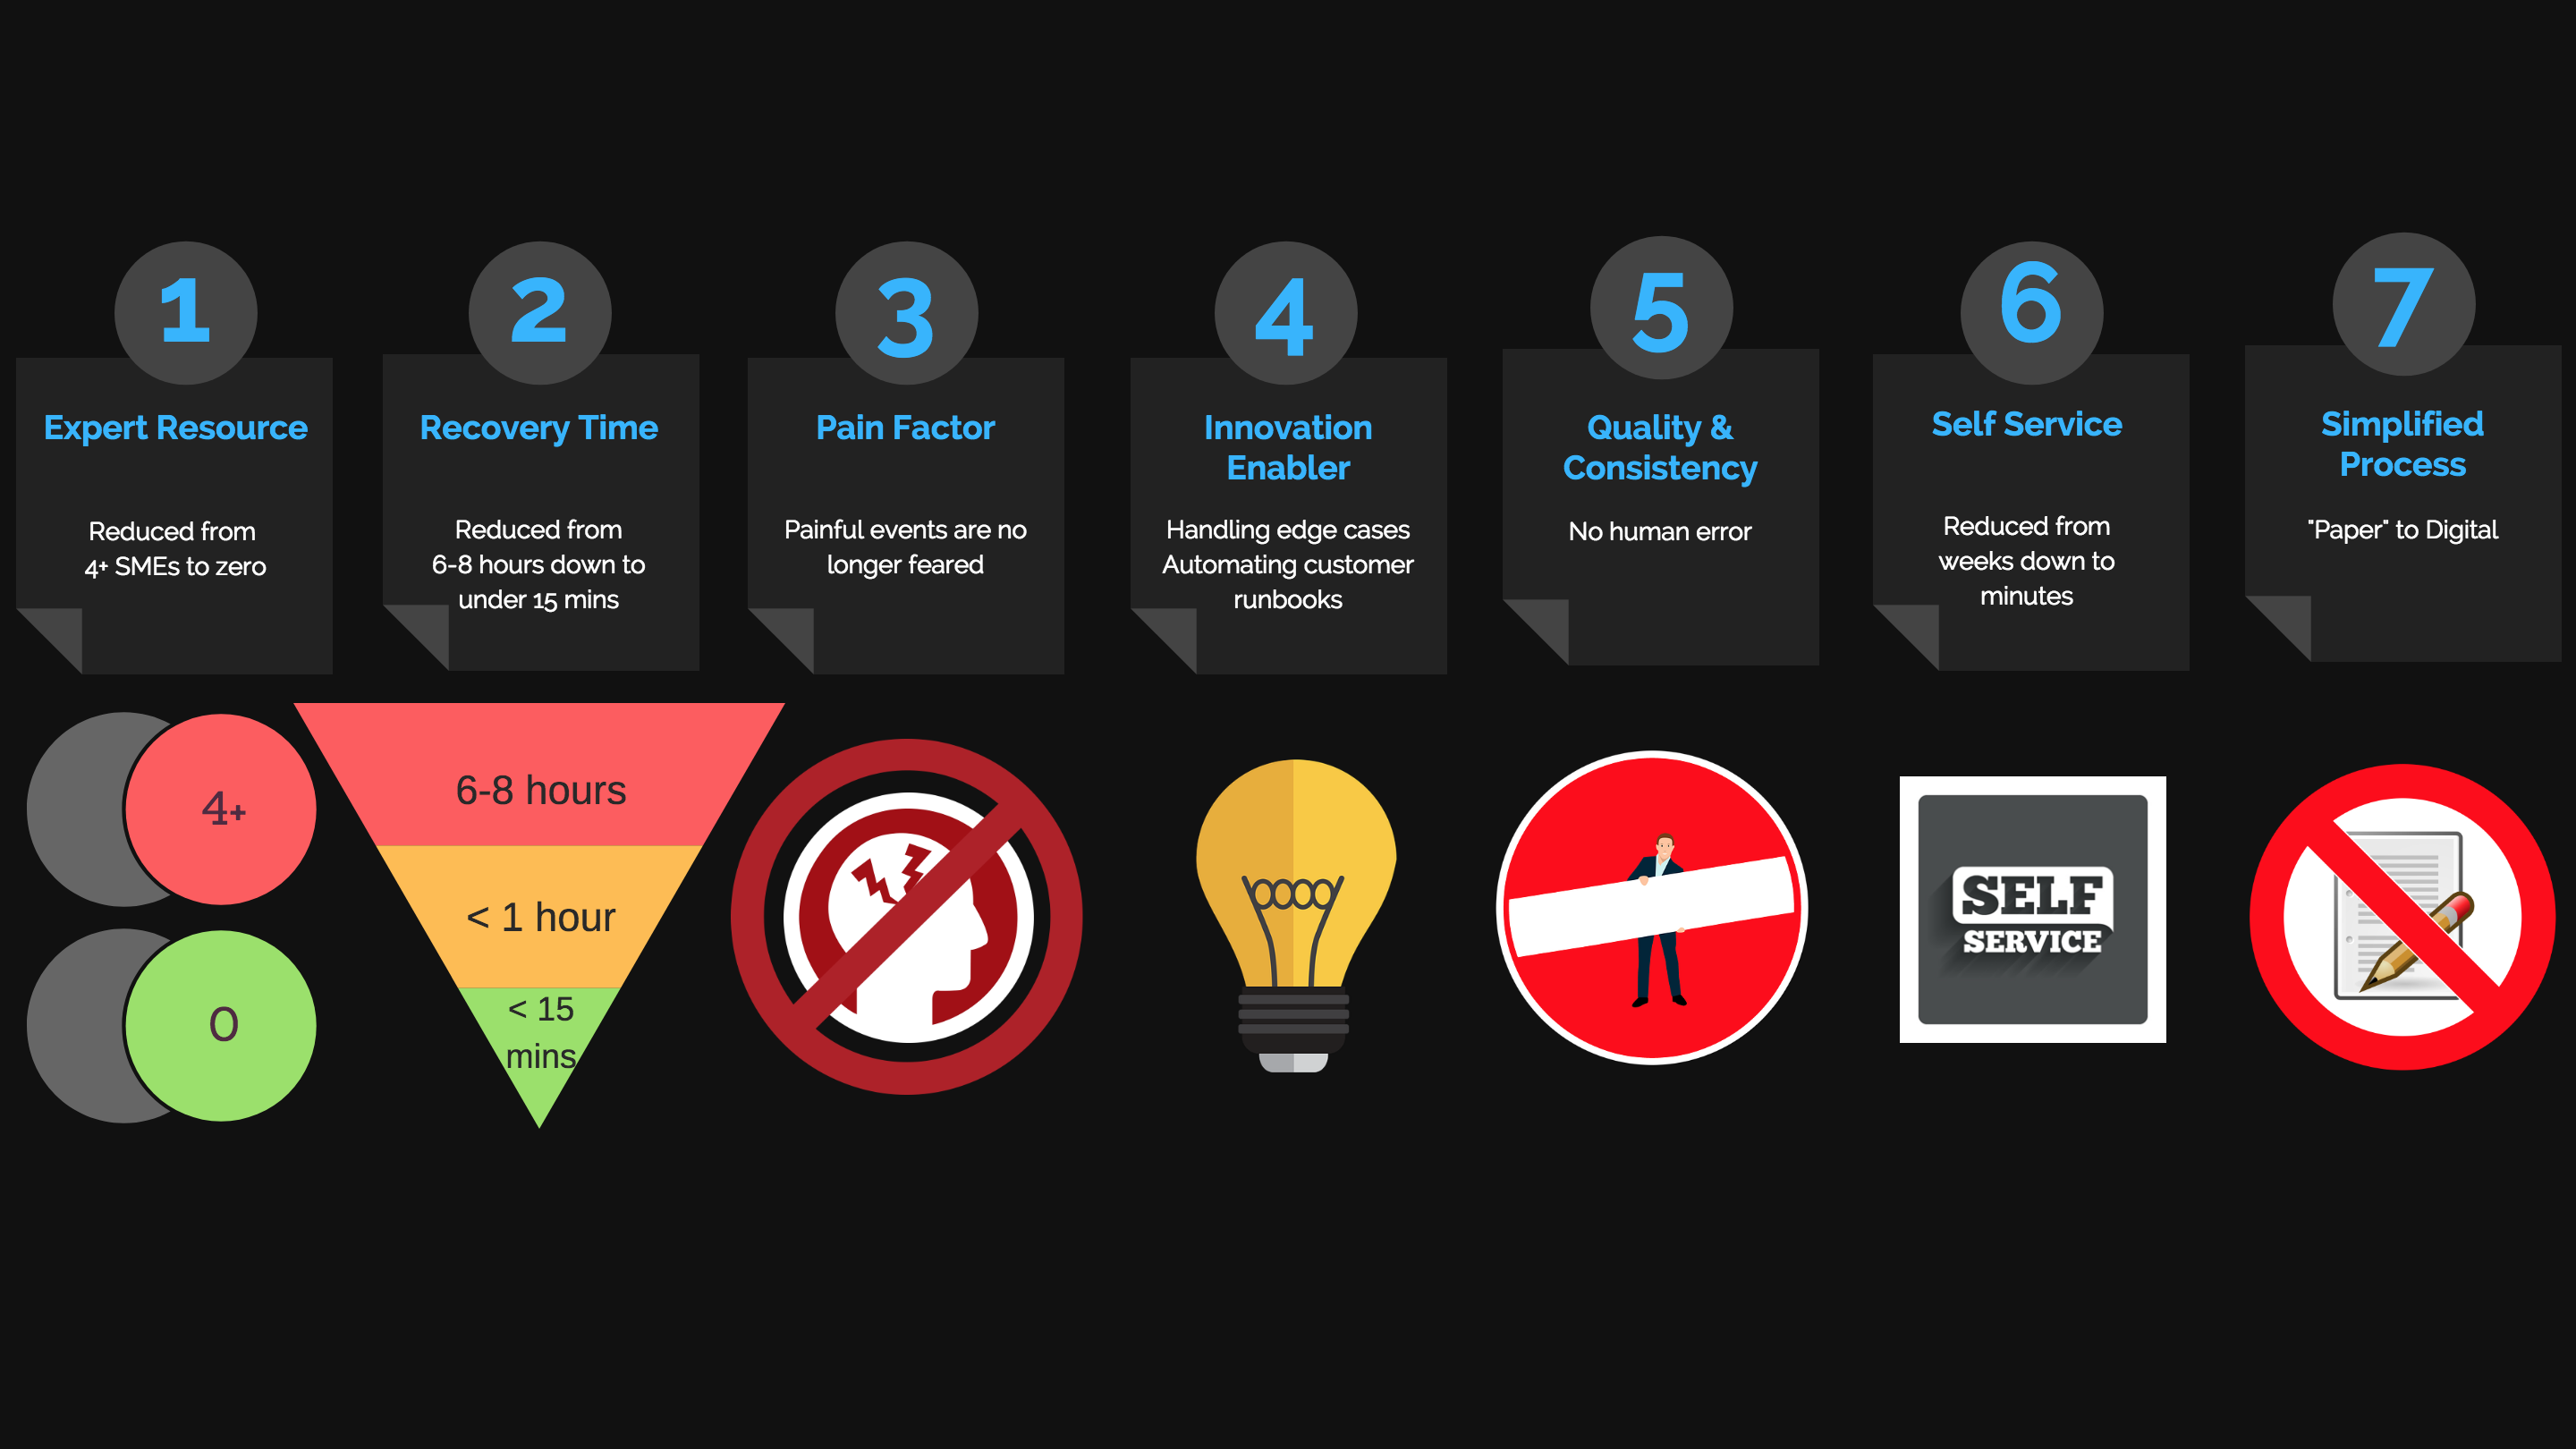 1
Expert Resource
Reduced from
4+ SMEs to zero
4+
0
2
Recovery Time
Reduced from
6-8 hours down to
under 15 mins
6-8 hours
< 1 hour
< 15
mins
3
Pain Factor
Painful events are no
longer feared
4
Innovation
Enabler
Handling edge cases
Automating customer
runbooks
5
Quality &
Consistency
No human error
6
Self Service
Reduced from
weeks down to
minutes
SELF
SERVICE
7
Simplified
Process
"Paper" to Digital